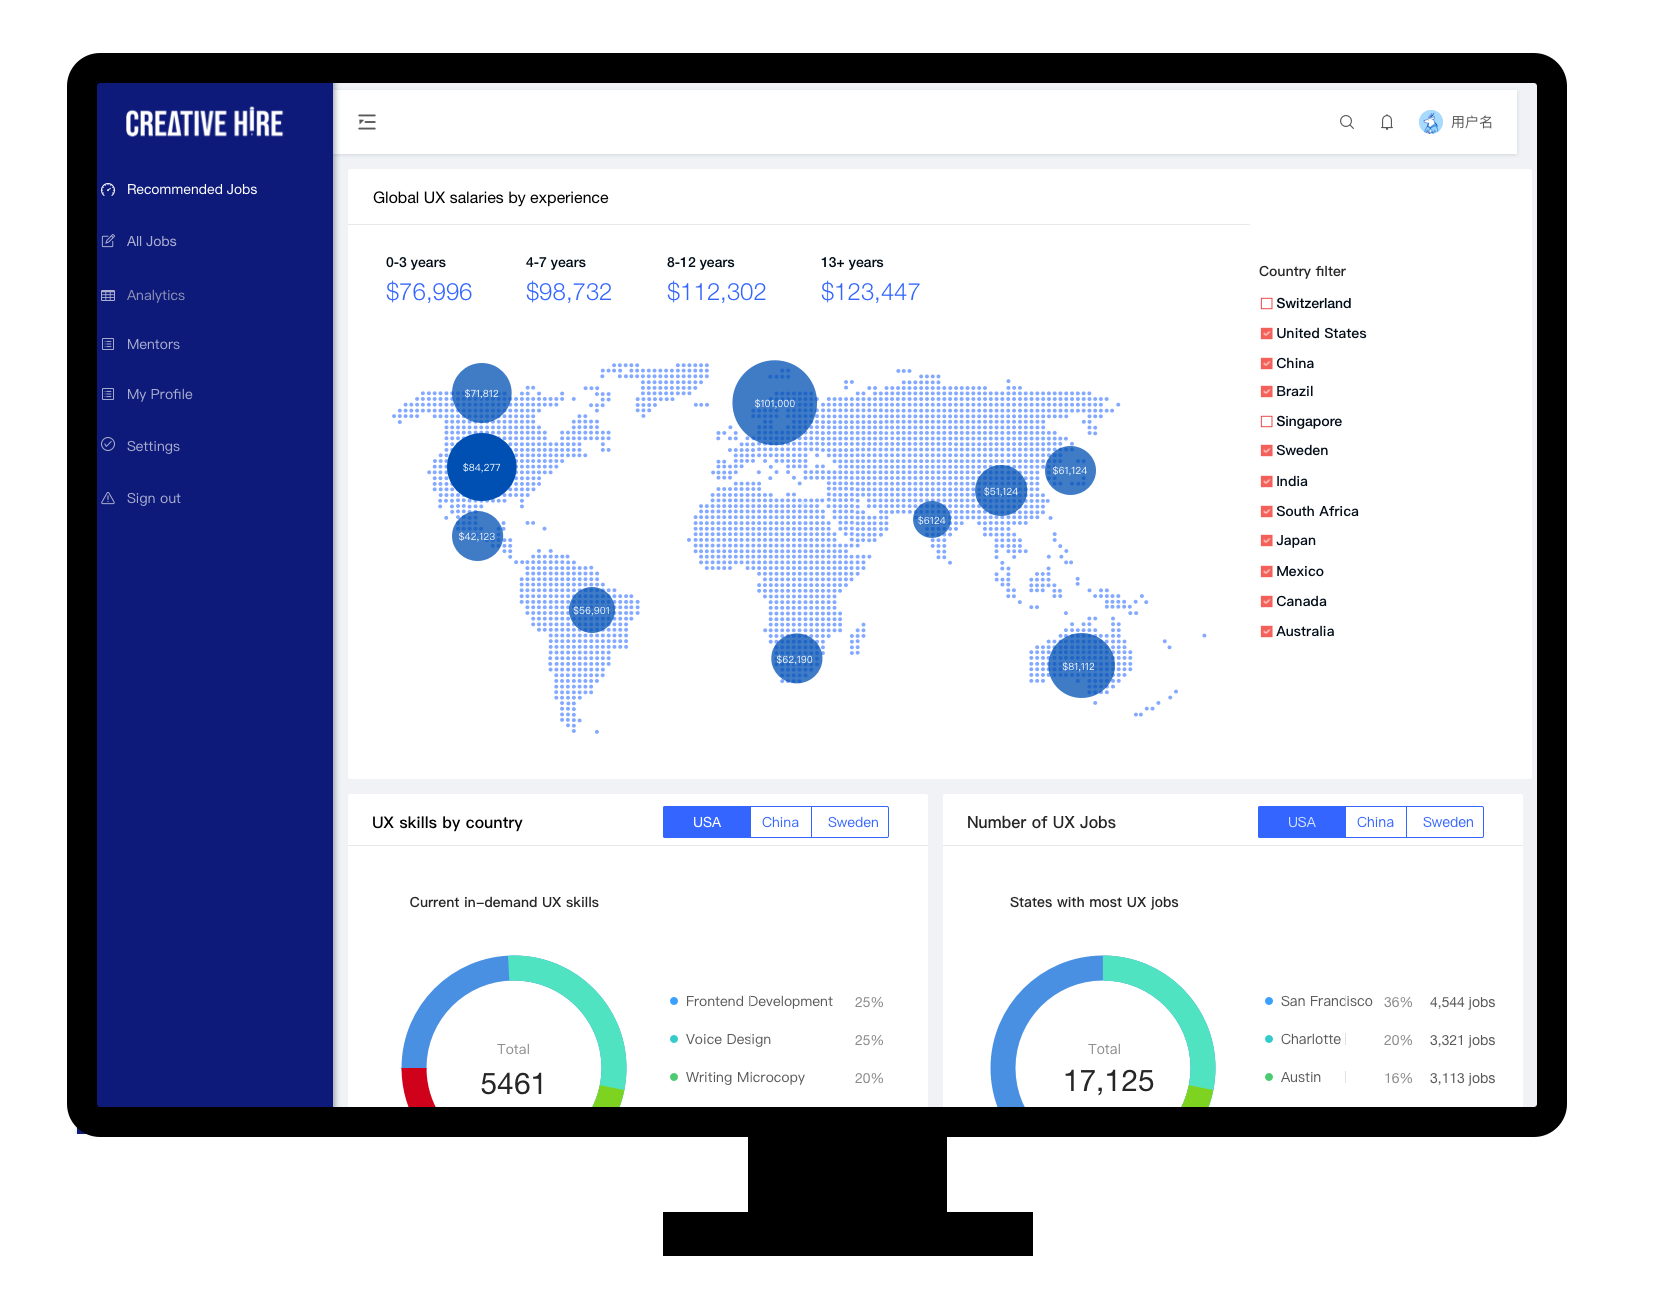 CREATIVE HIRE
用户名
Recommended Jobs
All Jobs
Analytics
Mentors
My Profile
Settings
Sign out
Global UX salaries by experience
0-3 years
4-7 years
8-12 years
13+ years
$76,996
$98,732
$112,302
$123,447
Country filter
Switzerland
United States
China
Brazil
Singapore
Sweden
India
South Africa
Japan
Mexico
Canada
Australia
$71,812
$101,000
$84,277
$61,124
$51,124
$6124
$42,123
$56,901
$62,190
$81,112
UX skills by country
USA
China
Sweden
Current in-demand UX skills
Total
5461
Frontend Development 25%
Voice Design 25%
Writing Microcopy 20%
Number of UX Jobs
USA
China
Sweden
States with most UX jobs
Total
17,125
San Francisco 36% 4,544 jobs
Charlotte 20% 3,321 jobs
Austin 16% 3,113 jobs